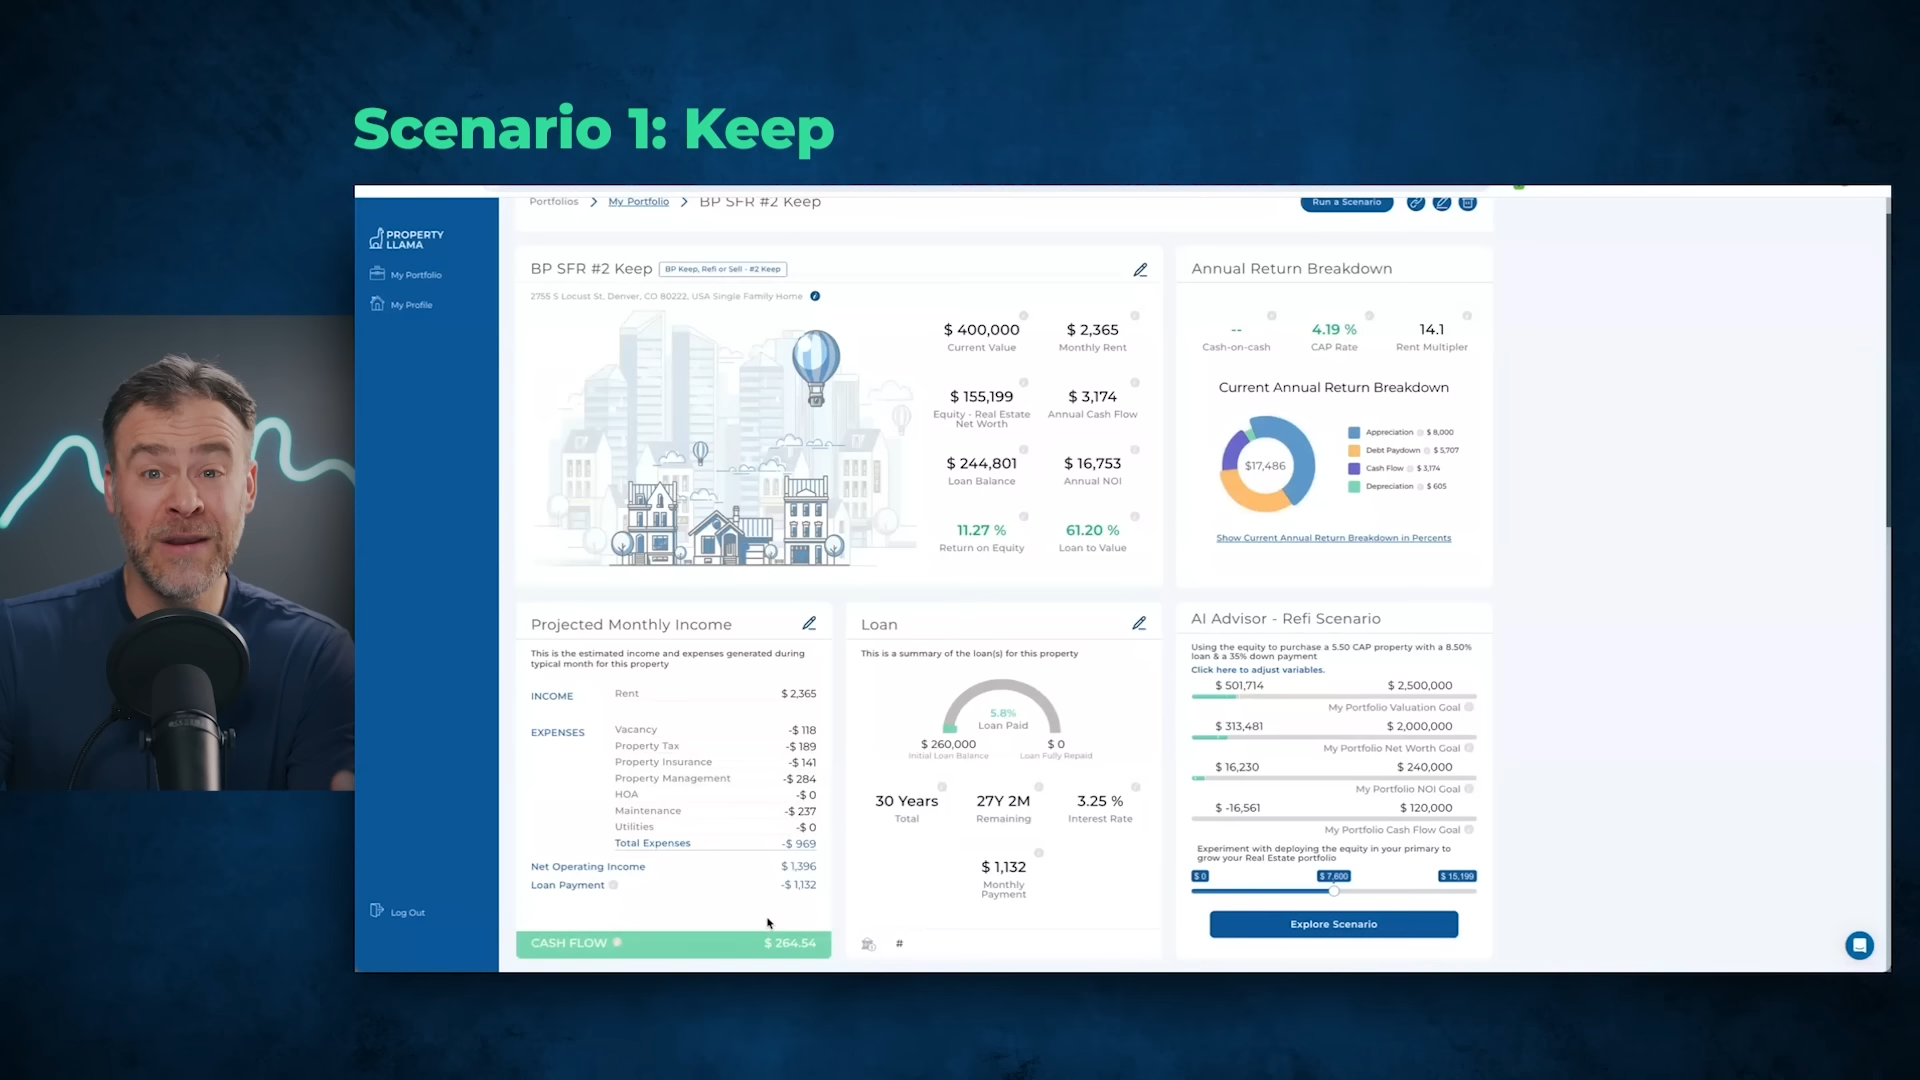 Scenario 1: Keep
Portfolios > My Portfolio > BP SFR #2 Keep
Run a Scenario
PROPERTY
LLAMA
My Portfolio
My Profile
Log Out
BP SFR #2 Keep
BP Keep, Refi or Sell - #2 Keep
2755 S Locust St, Denver, CO 80222, USA Single Family Home
$ 400,000
Current Value
$ 2,365
Monthly Rent
$ 155,199
Equity - Real Estate
Net Worth
$ 3,174
Annual Cash Flow
$ 244,801
Loan Balance
$ 16,753
Annual NOI
11.27 %
Return on Equity
61.20 %
Loan to Value
Annual Return Breakdown
--
Cash-on-cash
4.19 %
CAP Rate
14.1
Rent Multipler
Current Annual Return Breakdown
$17,486
Appreciation $ 8,000
Debt Paydown $ 5,707
Cash Flow $ 3,174
Depreciation $ 605
Show Current Annual Return Breakdown in Percents
Projected Monthly Income
This is the estimated income and expenses generated during
typical month for this property
INCOME
Rent $ 2,365
EXPENSES
Vacancy -$ 118
Property Tax -$ 189
Property Insurance -$ 141
Property Management -$ 284
HOA -$ 0
Maintenance -$ 237
Utilities -$ 0
Total Expenses -$ 969
Net Operating Income $ 1,396
Loan Payment -$ 1,132
CASH FLOW $ 264.54
Loan
This is a summary of the loan(s) for this property
5.8%
Loan Paid
$ 260,000
Initial Loan Balance
$ 0
Loan Fully Repaid
30 Years
Total
27Y 2M
Remaining
3.25 %
Interest Rate
$ 1,132
Monthly
Payment
#
AI Advisor - Refi Scenario
Using the equity to purchase a 5.50 CAP property with a 8.50%
loan & a 35% down payment
Click here to adjust variables.
$ 501,714 $ 2,500,000
My Portfolio Valuation Goal
$ 313,481 $ 2,000,000
My Portfolio Net Worth Goal
$ 16,230 $ 240,000
My Portfolio NOI Goal
$ -16,561 $ 120,000
My Portfolio Cash Flow Goal
Experiment with deploying the equity in your primary to
grow your Real Estate portfolio
$ 0 $ 7,600 $ 15,199
Explore Scenario